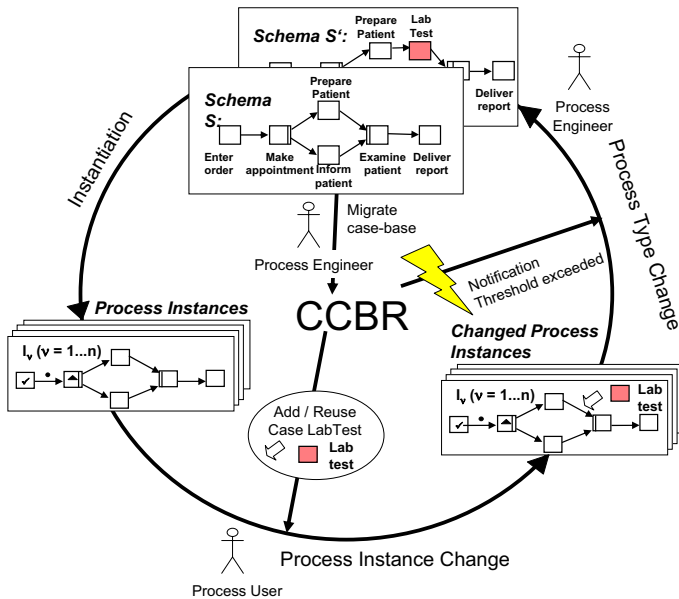 Schema S‘:
Prepare
Patient
Lab
Test
Deliver
report
Process
Engineer
Schema
S:
Prepare
Patient
Enter
order
Make
appointment
Inform
patient
Examine
patient
Deliver
report
Instantiation
Process Type Change
Migrate
case-base
Process Engineer
Notification
Threshold exceeded
CCBR
Process Instances
Iν (ν = 1...n)
Changed Process
Instances
Iν (ν = 1...n)
Lab
test
Add / Reuse
Case LabTest
Lab
test
Process Instance Change
Process User